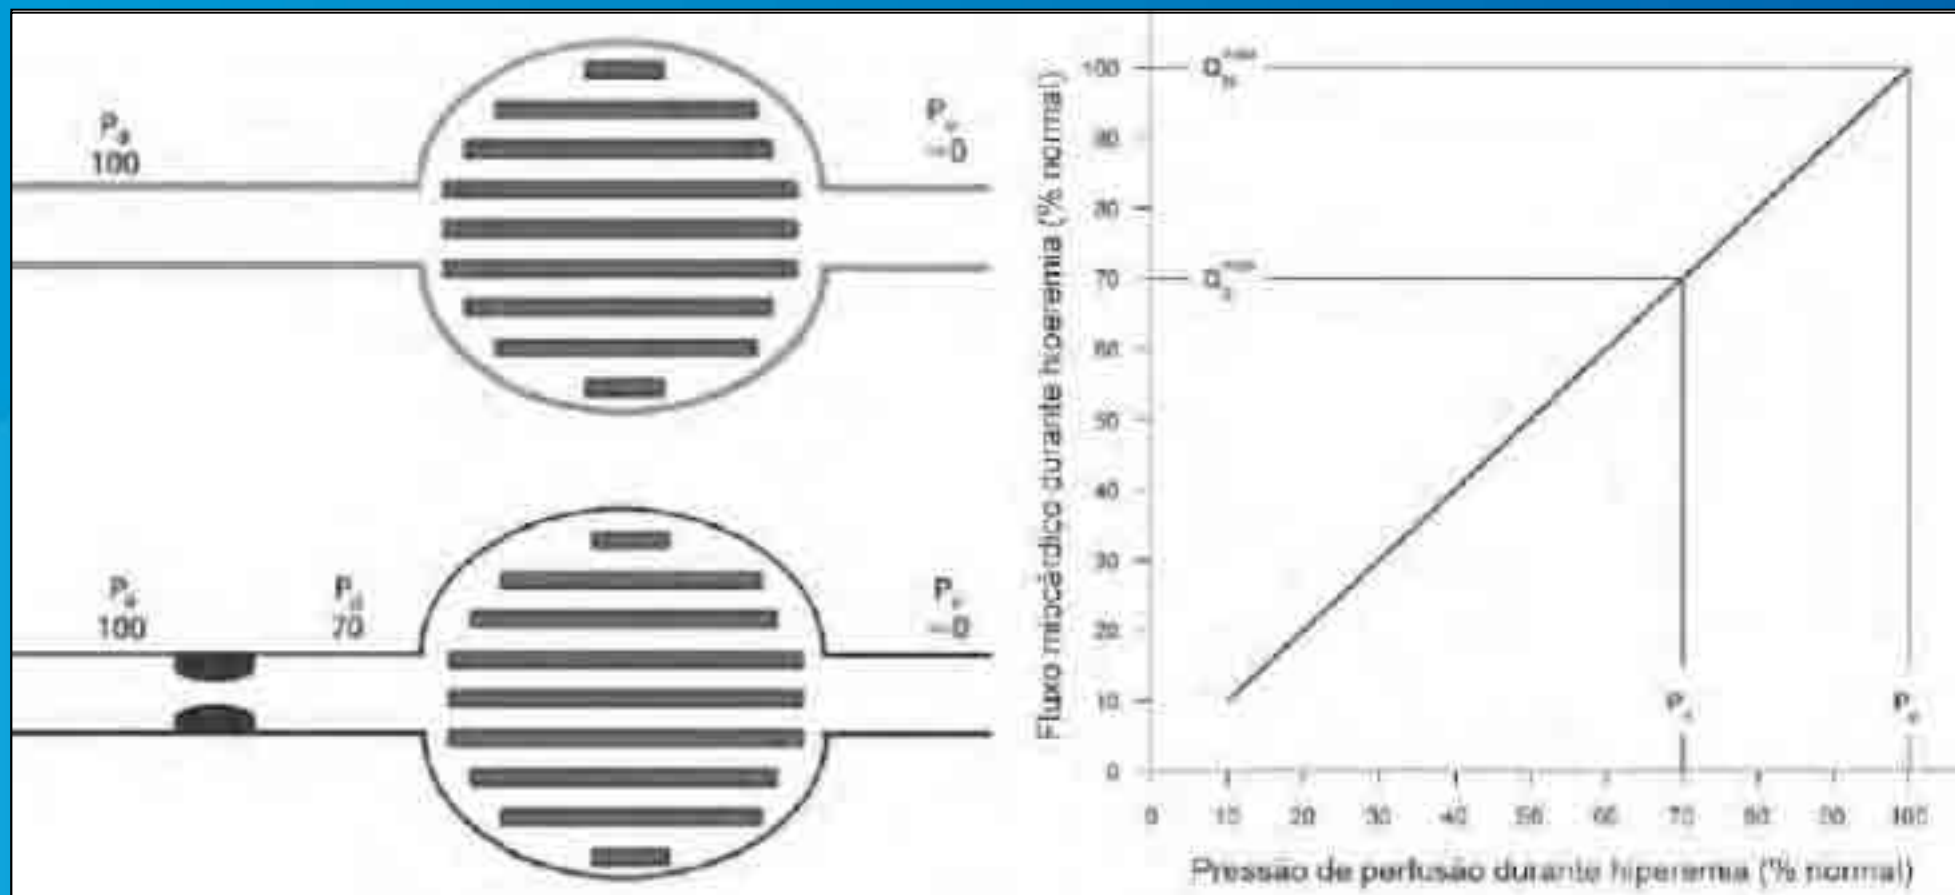 Pa
100
Pv
~0
Pa
100
Pd
70
Pv
~0
Fluxo miocárdico durante hiperemia (% normal)
100
90
80
70
60
50
40
30
20
10
0
Q N max
Q S max
Pd
Pa
0 10 20 30 40 50 60 70 80 90 100
Pressão de perfusão durante hiperemia (% normal)